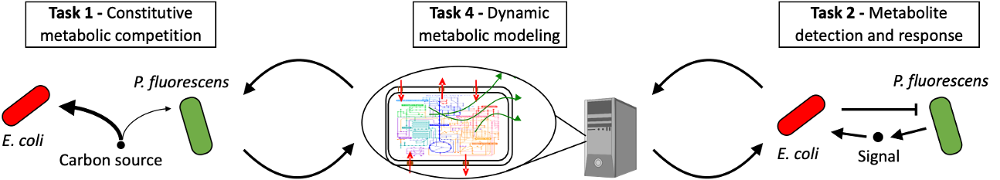 Task 1 - Constitutive
metabolic competition
P. fluorescens
E. coli
Carbon source
Task 4 - Dynamic
metabolic modeling
Task 2 - Metabolite
detection and response
P. fluorescens
E. coli
Signal